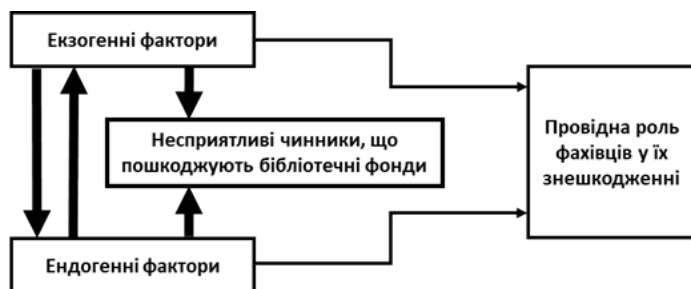 Екзогенні фактори
Несприятливі чинники, що
пошкоджують бібліотечні фонди
Провідна роль
фахівців у їх
знешкодженні
Ендогенні фактори